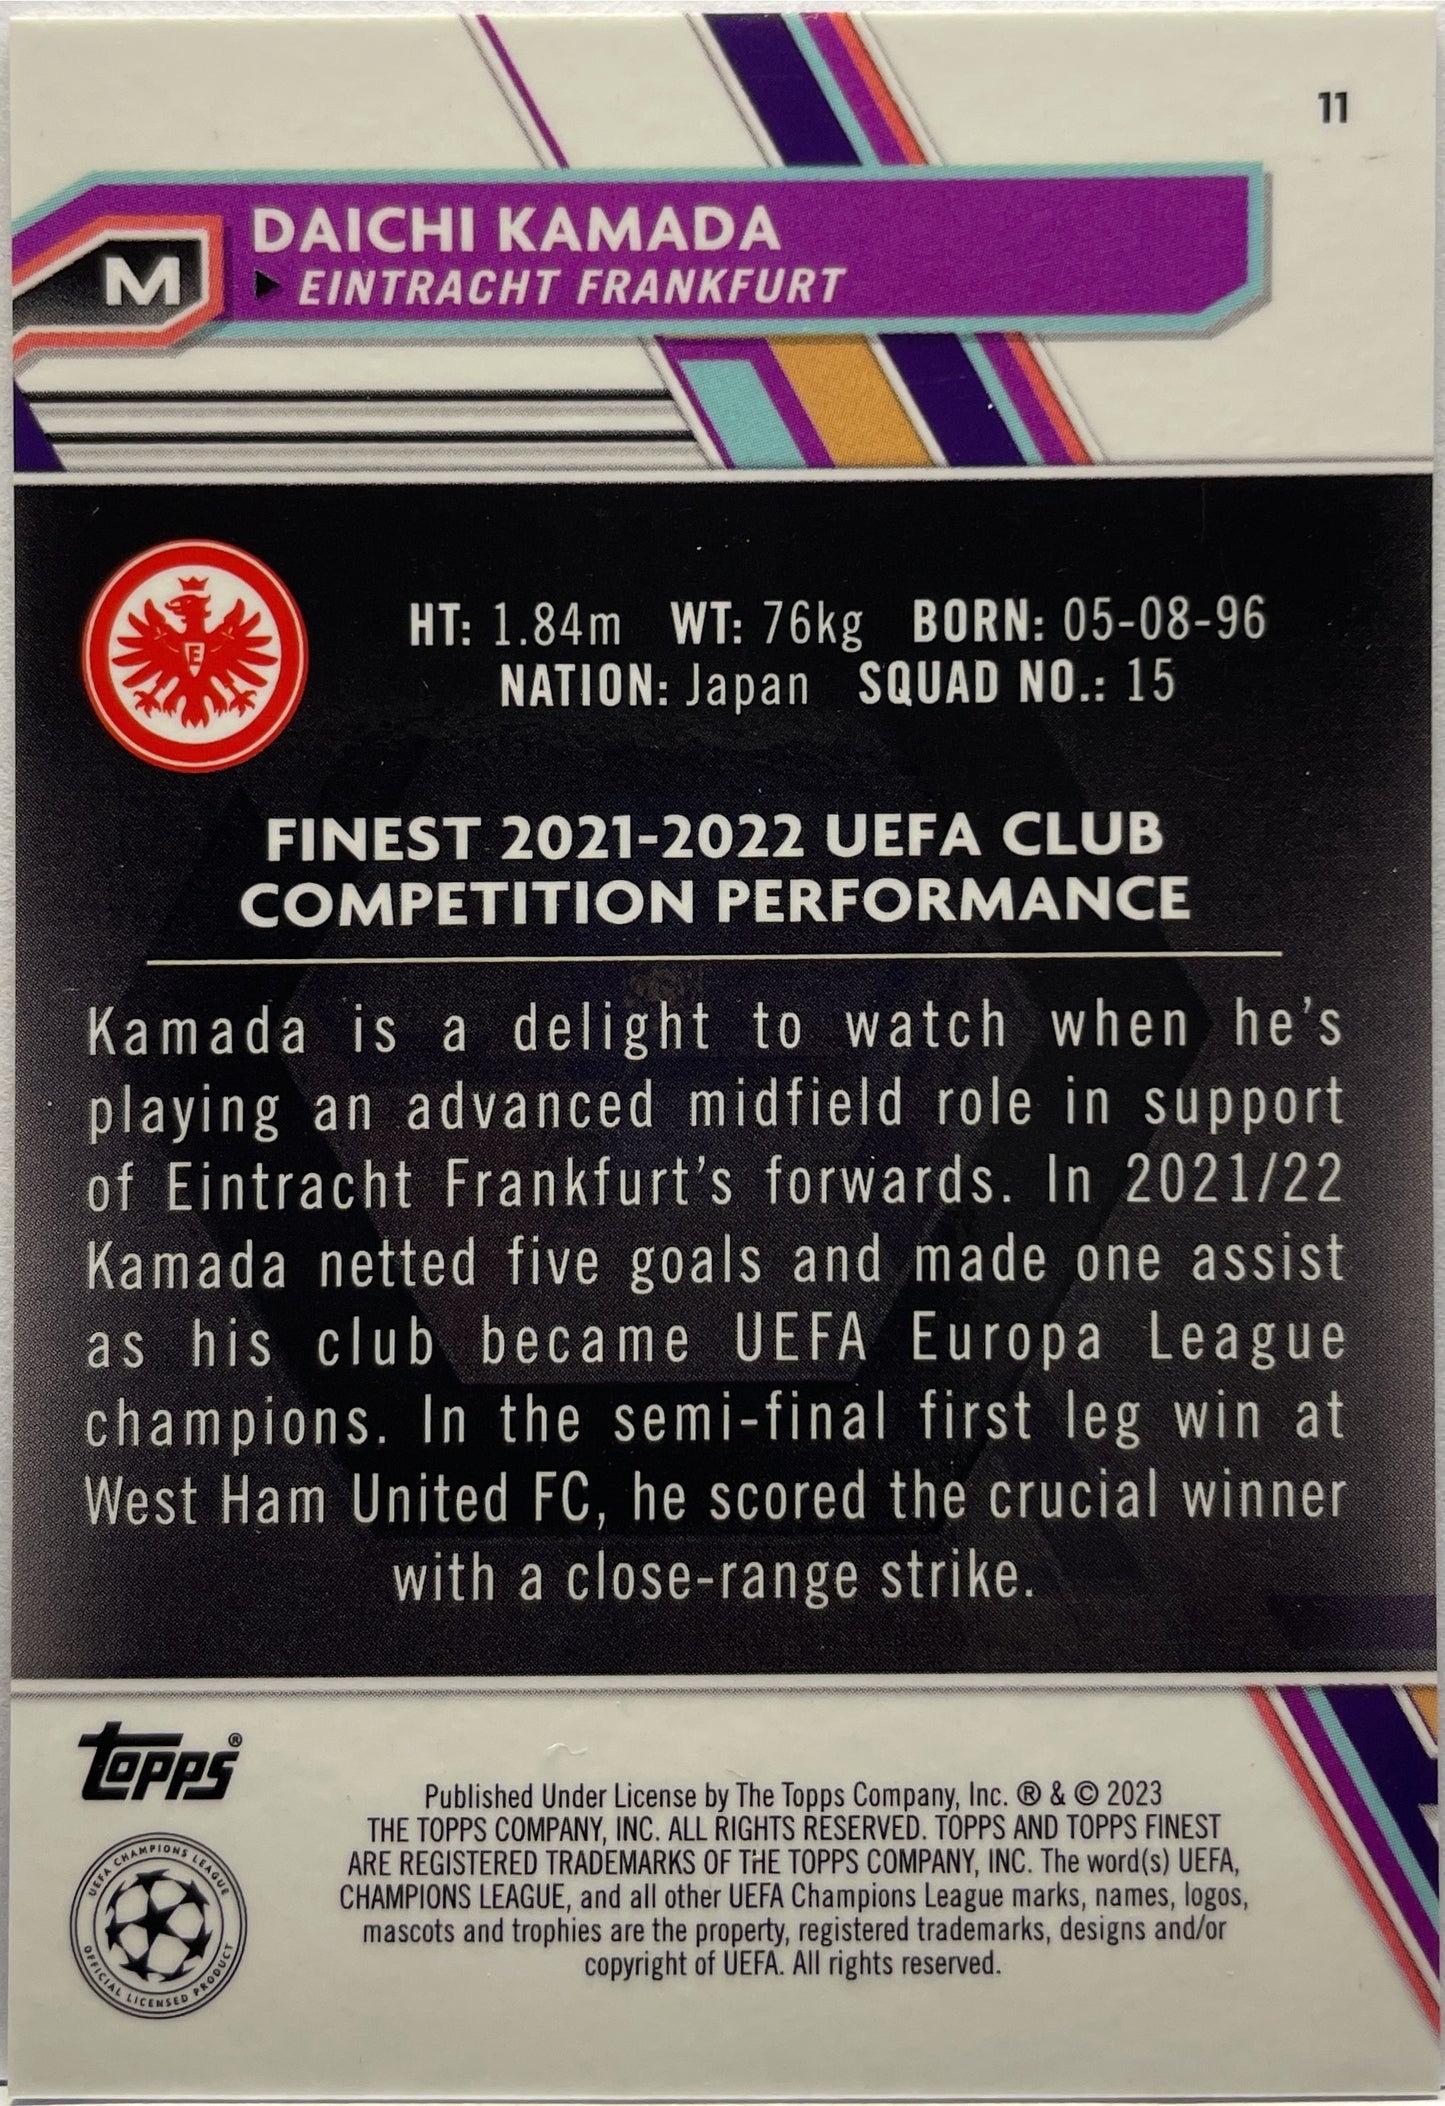 11
DAICHI KAMADA
M
EINTRACHT FRANKFURT
E
HT: 1.84m WT: 76kg BORN: 05-08-96
NATION: Japan SQUAD NO.: 15
FINEST 2021-2022 UEFA CLUB
COMPETITION PERFORMANCE
Kamada is a delight to watch when he's
playing an advanced midfield role in support
of Eintracht Frankfurt's forwards. In 2021/22
Kamada netted five goals and made one assist
as his club became UEFA Europa League
champions. In the semi-final first leg win at
West Ham United FC, he scored the crucial winner
with a close-range strike.
topps®
Published Under License by The Topps Company, Inc. ® & © 2023
THE TOPPS COMPANY, INC. ALL RIGHTS RESERVED. TOPPS AND TOPPS FINEST
ARE REGISTERED TRADEMARKS OF THE TOPPS COMPANY, INC. The word(s) UEFA,
CHAMPIONS LEAGUE, and all other UEFA Champions League marks, names, logos,
mascots and trophies are the property, registered trademarks, designs and/or
copyright of UEFA. All rights reserved.
UEFA CHAMPIONS LEAGUE
OFFICIAL LICENSED PRODUCT